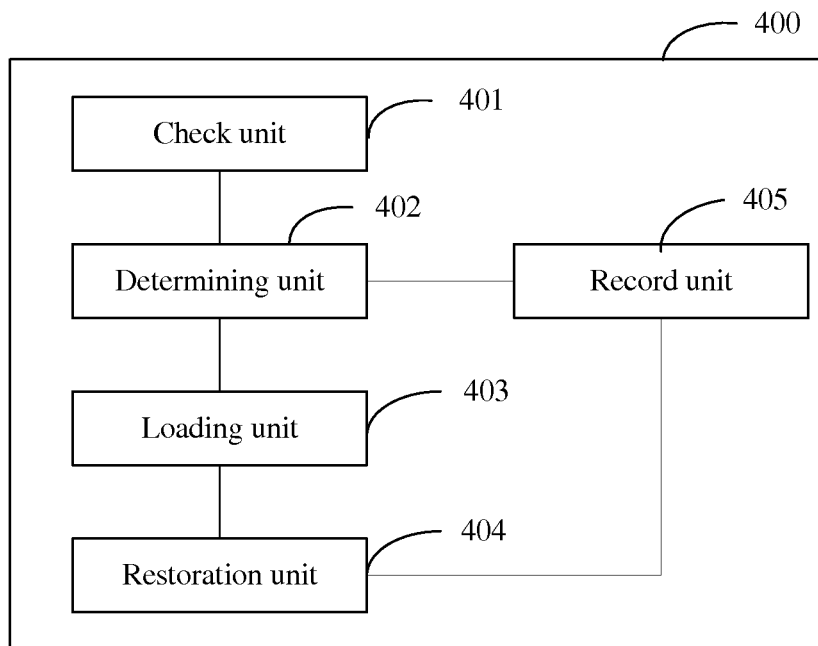 400
401
Check unit
402
405
Determining unit
Record unit
403
Loading unit
404
Restoration unit